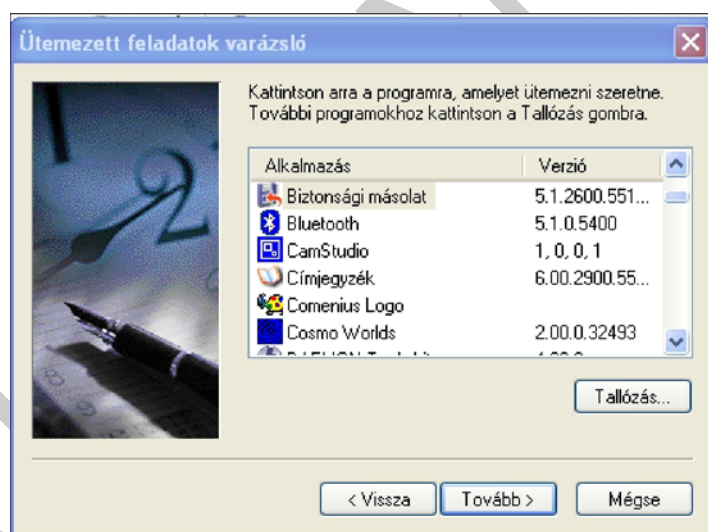 Ütemezett feladatok varázsló
Kattintson arra a programra, amelyet ütemezni szeretne.
További programokhoz kattintson a Tallózás gombra.
Alkalmazás Verzió
Biztonsági másolat 5.1.2600.551...
Bluetooth 5.1.0.5400
CamStudio 1, 0, 0, 1
Címjegyzék 6.00.2900.55...
Comenius Logo
Cosmo Worlds 2.00.0.32493
Tallózás...
< Vissza Tovább > Mégse